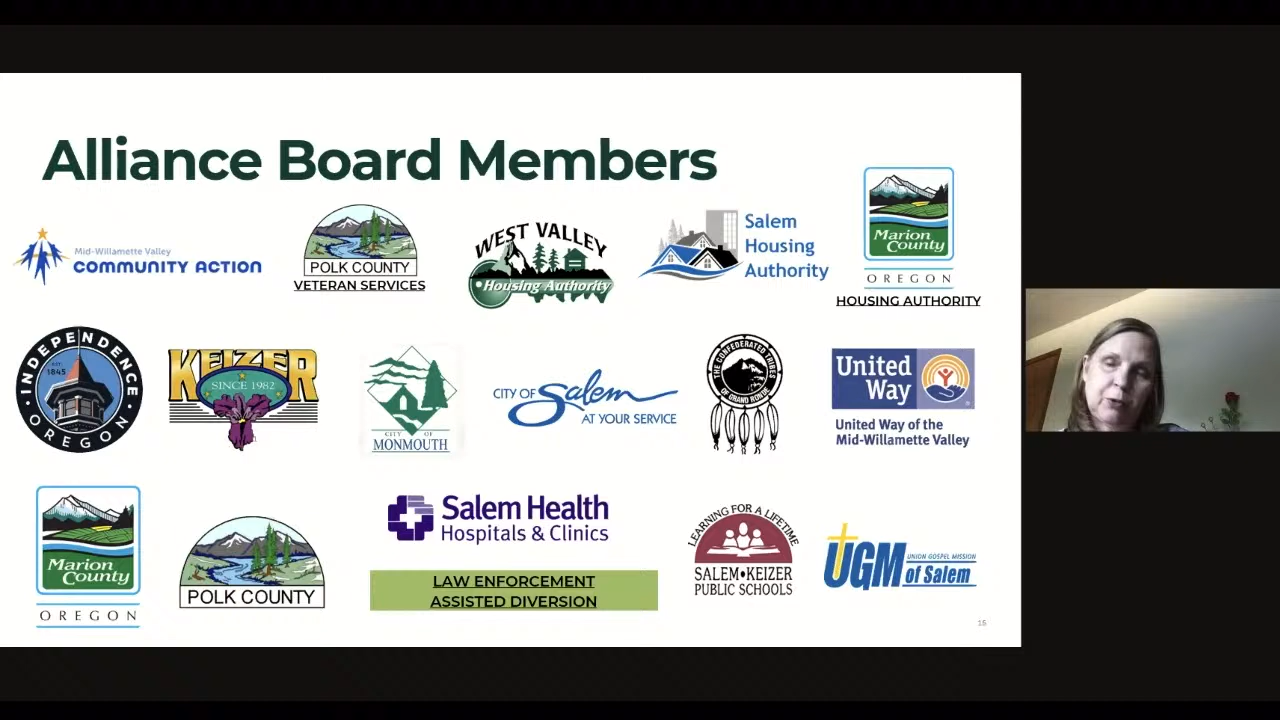 Alliance Board Members
Mid-Willamette Valley
COMMUNITY ACTION
POLK COUNTY
VETERAN SERVICES
WEST VALLEY
Housing Authority
Salem
Housing
Authority
Marion
County
OREGON
HOUSING AUTHORITY
INDEPENDENCE
EST
1845
OREGON
KEIZER
SINCE 1982
CITY OF
MONMOUTH
CITY OF Salem
AT YOUR SERVICE
THE CONFEDERATED TRIBES
OF GRAND RONDE
United
Way
United Way of the
Mid-Willamette Valley
Marion
County
OREGON
POLK COUNTY
Salem Health
Hospitals & Clinics
LAW ENFORCEMENT
ASSISTED DIVERSION
LEARNING FOR A LIFETIME
SALEM•KEIZER
PUBLIC SCHOOLS
UGM UNION GOSPEL MISSION
of Salem
15